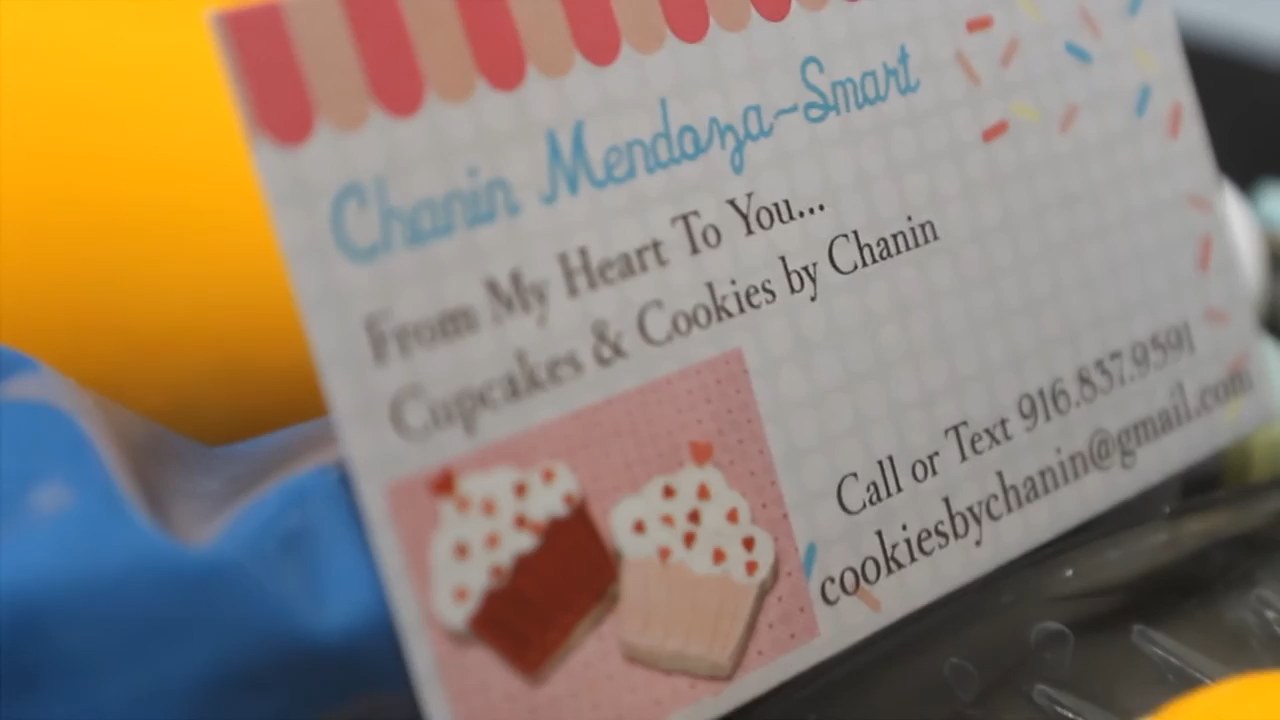 Chanin Mendoza~Smart
From My Heart To You...
Cupcakes & Cookies by Chanin
Call or Text 916.837.9591
cookiesbychanin@gmail.com